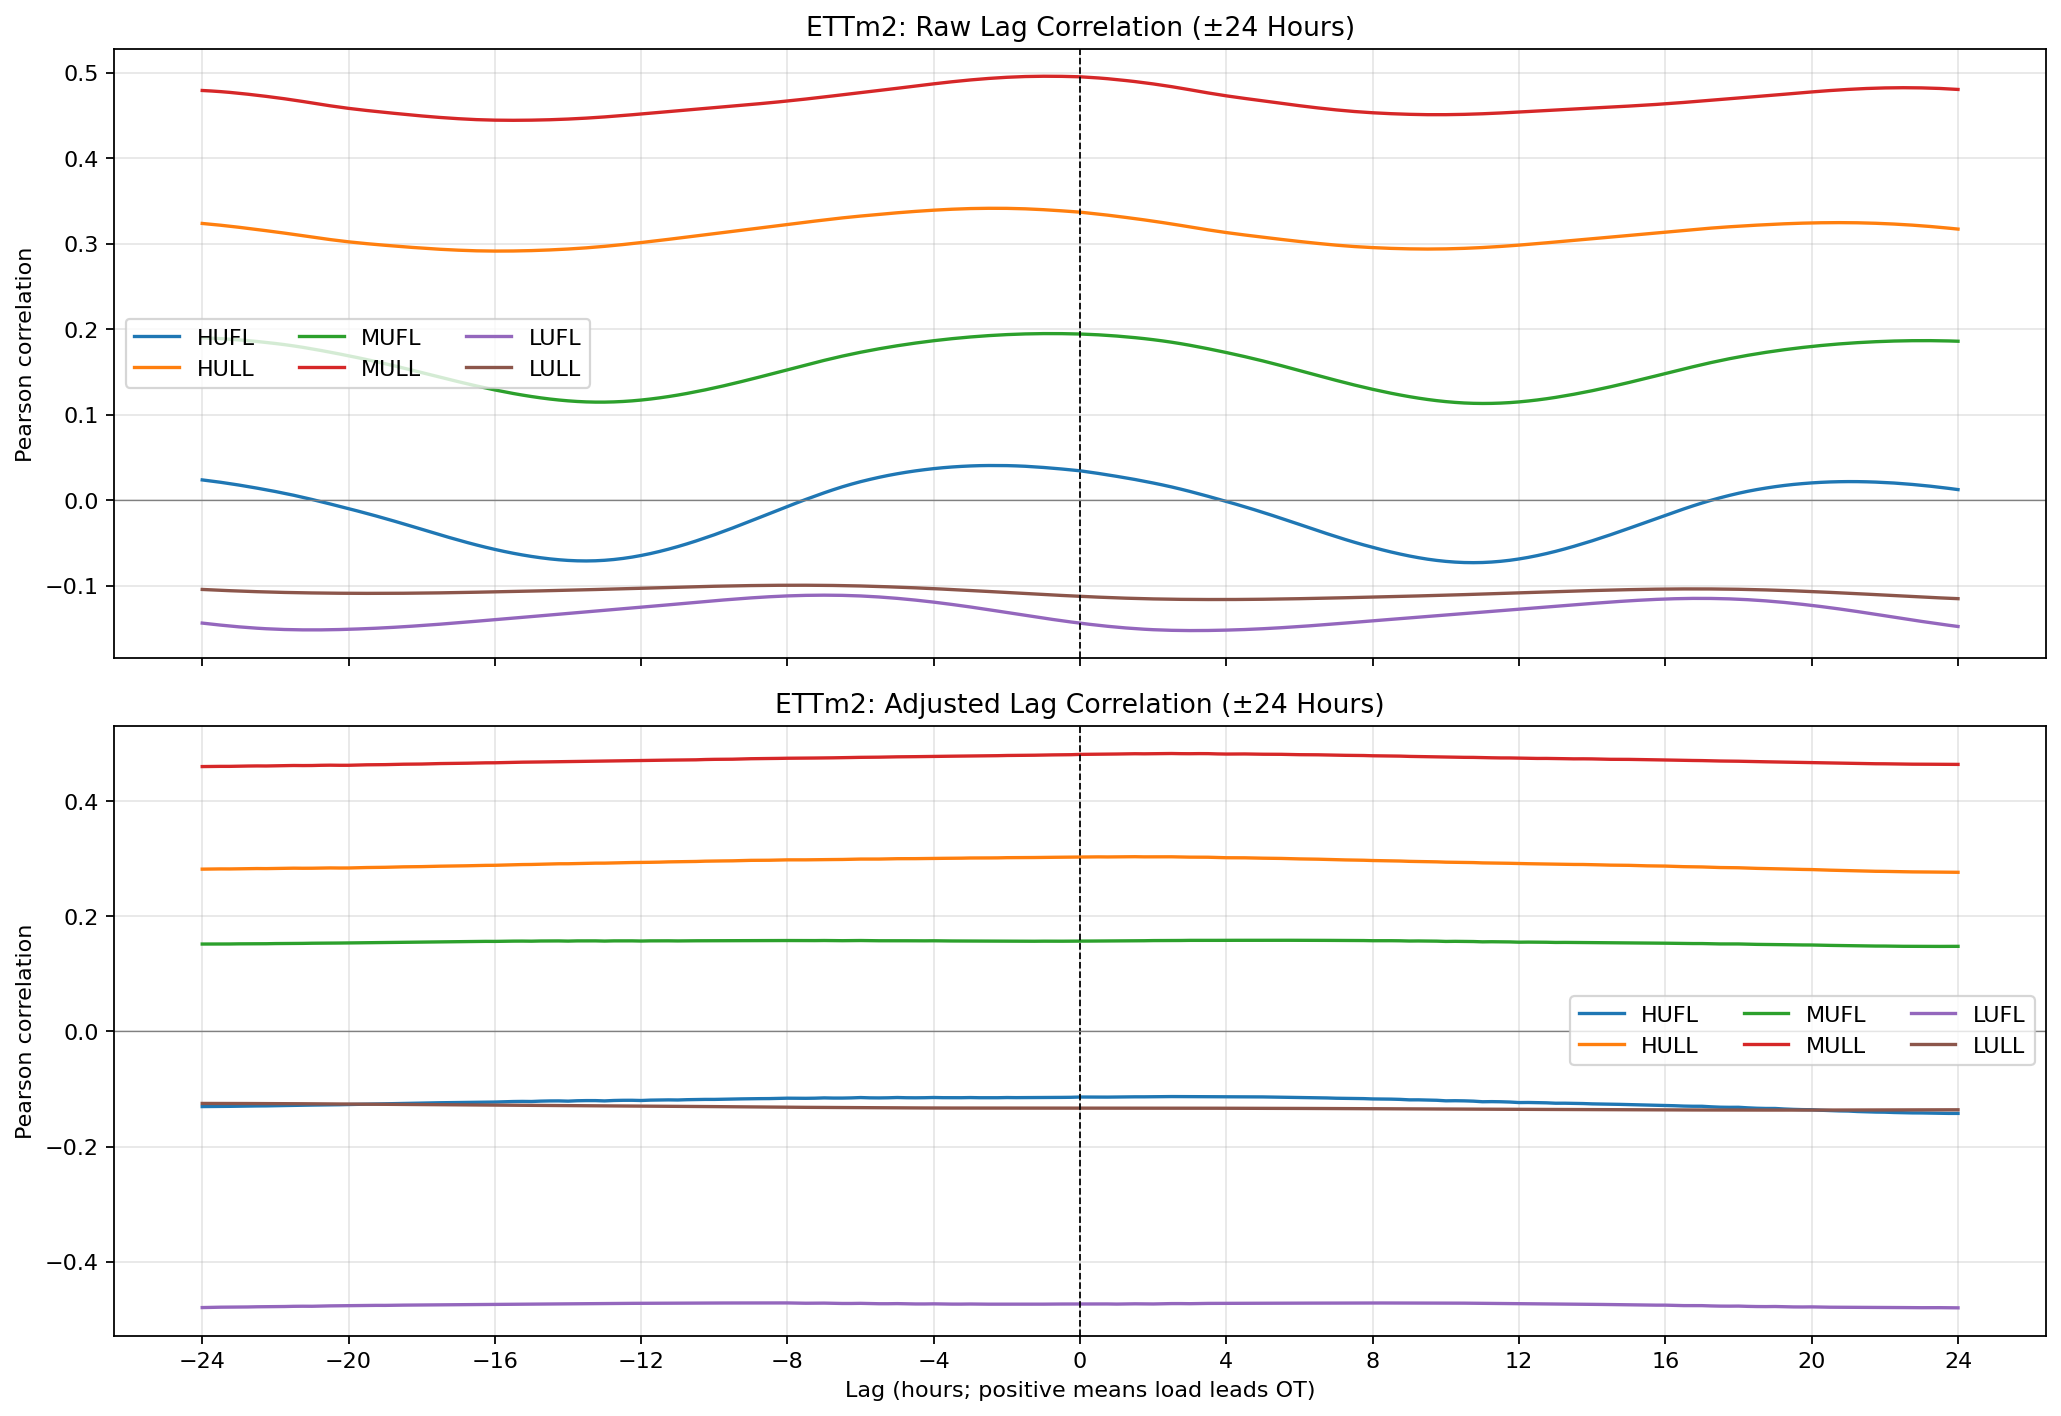 ETTm2: Raw Lag Correlation (±24 Hours)
Pearson correlation
0.5
0.4
0.3
0.2
0.1
0.0
−0.1
HUFL MUFL LUFL
HULL MULL LULL
ETTm2: Adjusted Lag Correlation (±24 Hours)
Pearson correlation
0.4
0.2
0.0
−0.2
−0.4
HUFL MUFL LUFL
HULL MULL LULL
−24 −20 −16 −12 −8 −4 0 4 8 12 16 20 24
Lag (hours; positive means load leads OT)